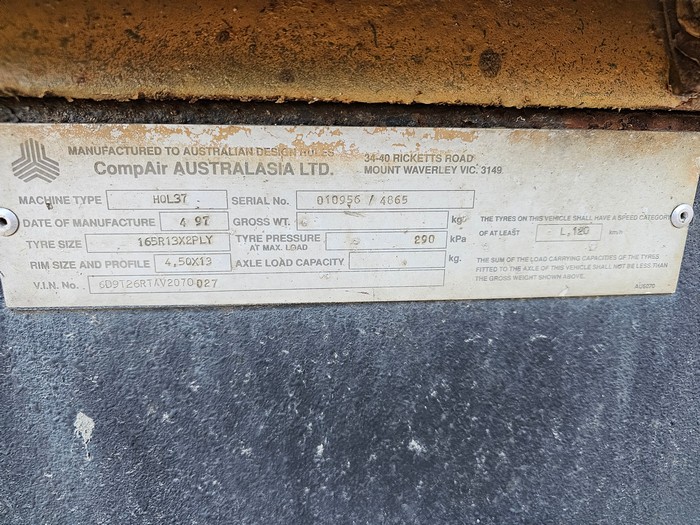 MANUFACTURED TO AUSTRALIAN DESIGN RULES
CompAir AUSTRALASIA LTD.
34-40 RICKETTS ROAD
MOUNT WAVERLEY VIC. 3149
MACHINE TYPE HOL37 SERIAL No. 010956 / 4865
DATE OF MANUFACTURE 4 97 GROSS WT. kg
TYRE SIZE 165R13X2PLY TYRE PRESSURE AT MAX. LOAD 290 kPa
RIM SIZE AND PROFILE 4,50X13 AXLE LOAD CAPACITY kg.
V.I.N. No. 6D9T26RTAV2070027
THE TYRES ON THIS VEHICLE SHALL HAVE A SPEED CATEGORY
OF AT LEAST L,120 km/h
THE SUM OF THE LOAD CARRYING CAPACITIES OF THE TYRES
FITTED TO THE AXLE OF THIS VEHICLE SHALL NOT BE LESS THAN
THE GROSS WEIGHT SHOWN ABOVE.